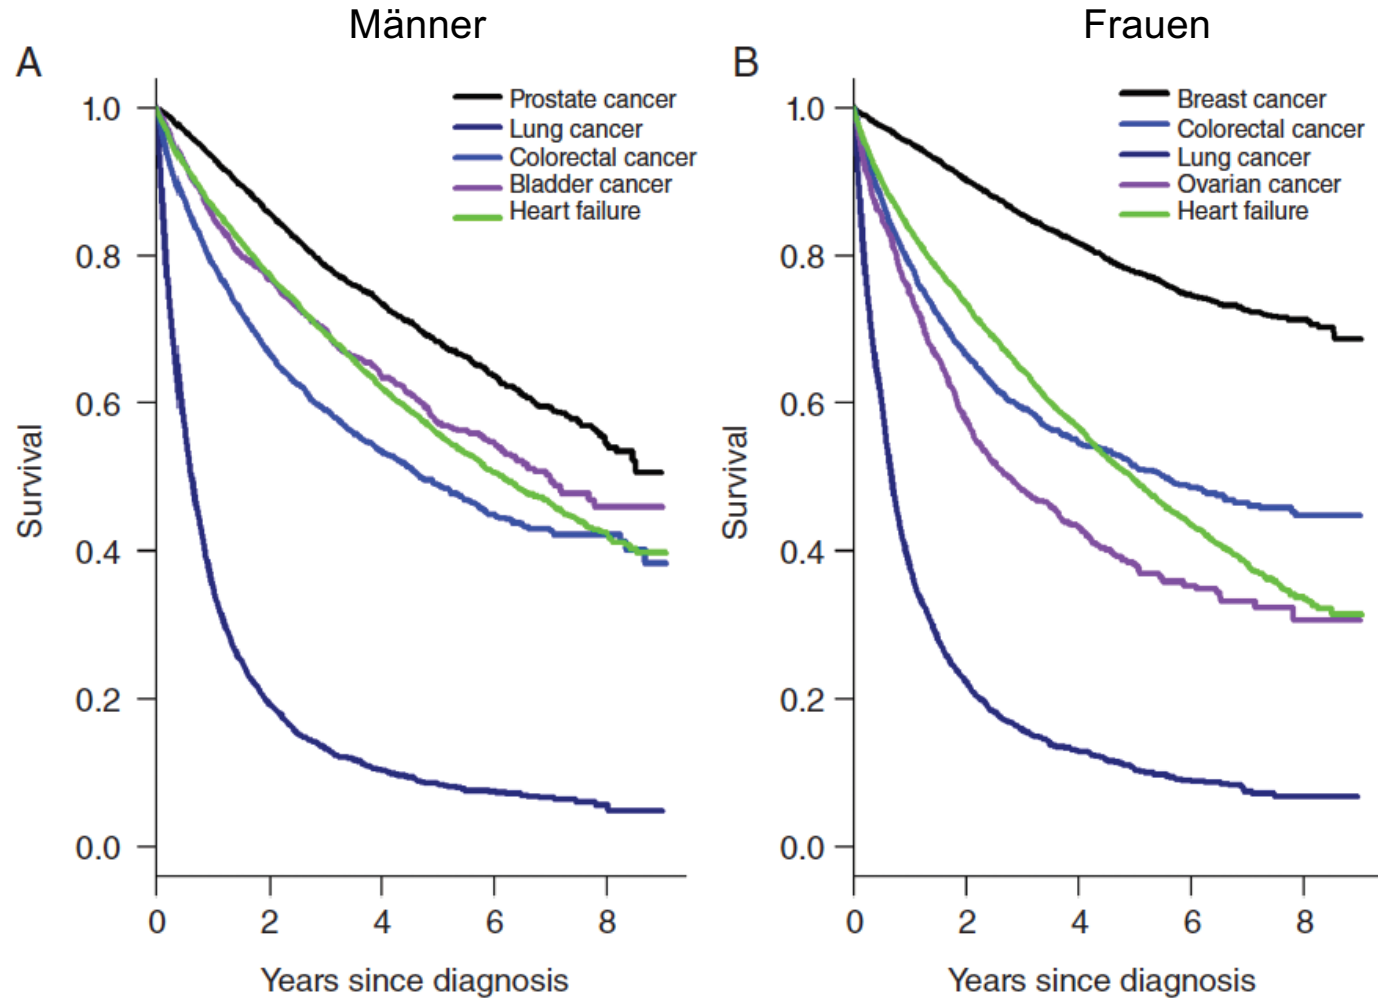 Männer
Frauen
A
B
Prostate cancer
Lung cancer
Colorectal cancer
Bladder cancer
Heart failure
1.0
0.8
0.6
0.4
0.2
0.0
Survival
0
2
4
6
8
Years since diagnosis
Breast cancer
Colorectal cancer
Lung cancer
Ovarian cancer
Heart failure
1.0
0.8
0.6
0.4
0.2
0.0
Survival
0
2
4
6
8
Years since diagnosis